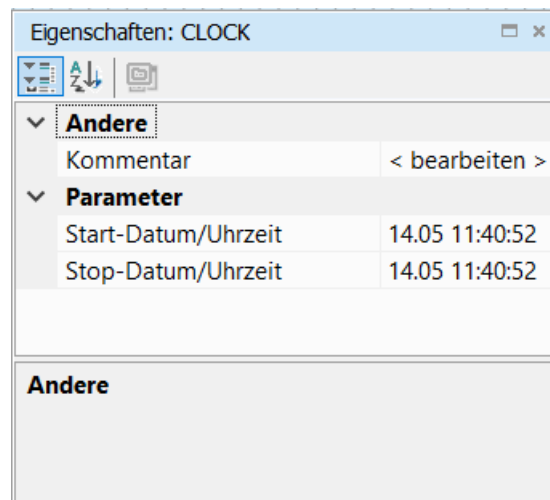 Eigenschaften: CLOCK
Andere
Kommentar < bearbeiten >
Parameter
Start-Datum/Uhrzeit 14.05 11:40:52
Stop-Datum/Uhrzeit 14.05 11:40:52
Andere